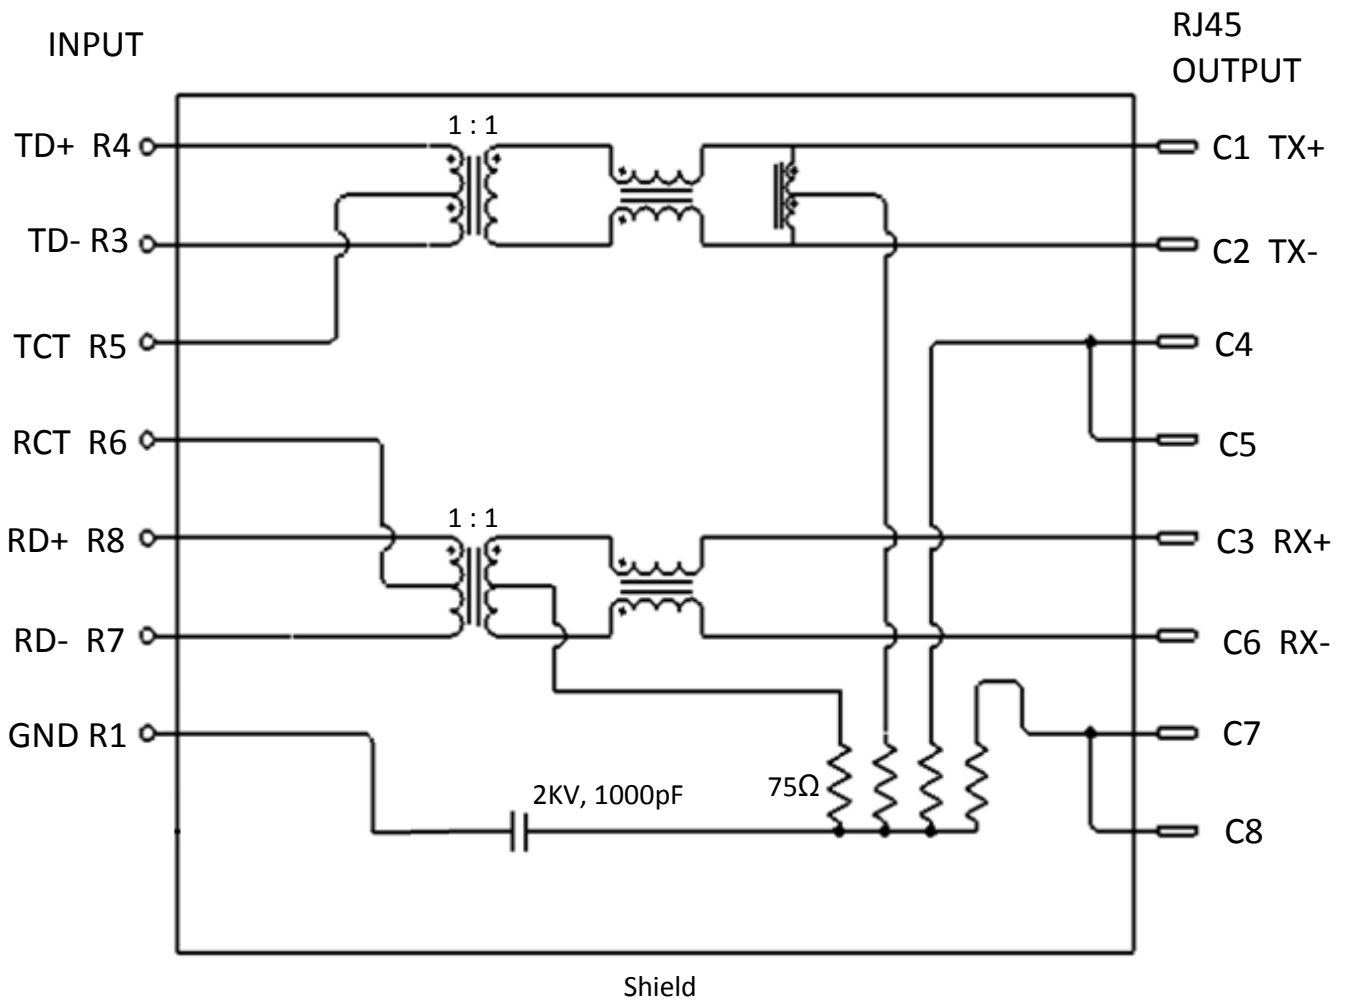 INPUT
RJ45
OUTPUT
1 : 1
TD+ R4
C1 TX+
TD- R3
C2 TX-
TCT R5
C4
RCT R6
C5
1 : 1
RD+ R8
C3 RX+
RD- R7
C6 RX-
GND R1
C7
2KV, 1000pF
75Ω
C8
Shield